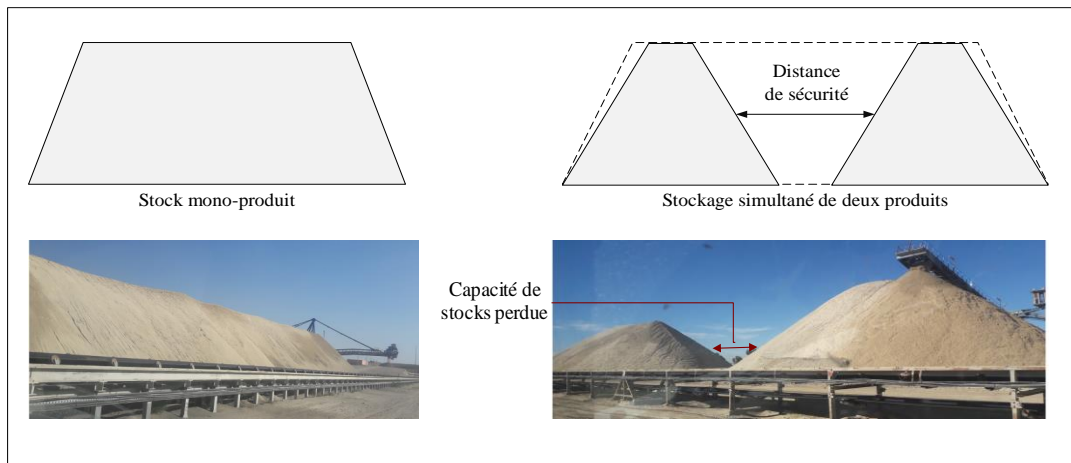 Distance
de sécurité
Stock mono-produit
Stockage simultané de deux produits
Capacité de
stocks perdue